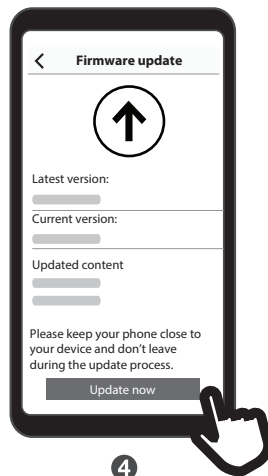 Firmware update
Latest version:
Current version:
Updated content
Please keep your phone close to
your device and don’t leave
during the update process.
Update now
4